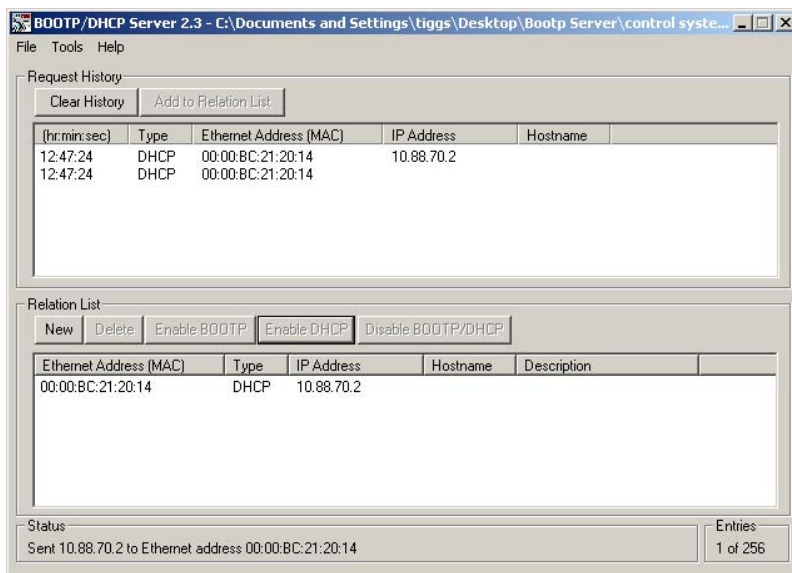 BOOTP/DHCP Server 2.3 - C:\Documents and Settings\tiggs\Desktop\Bootp Server\control syste...
File Tools Help
Request History
Clear History Add to Relation List
(hr:min:sec) Type Ethernet Address (MAC) IP Address Hostname
12:47:24 DHCP 00:00:BC:21:20:14 10.88.70.2
12:47:24 DHCP 00:00:BC:21:20:14
Relation List
New Delete Enable BOOTP Enable DHCP Disable BOOTP/DHCP
Ethernet Address (MAC) Type IP Address Hostname Description
00:00:BC:21:20:14 DHCP 10.88.70.2
Status
Sent 10.88.70.2 to Ethernet address 00:00:BC:21:20:14
Entries
1 of 256